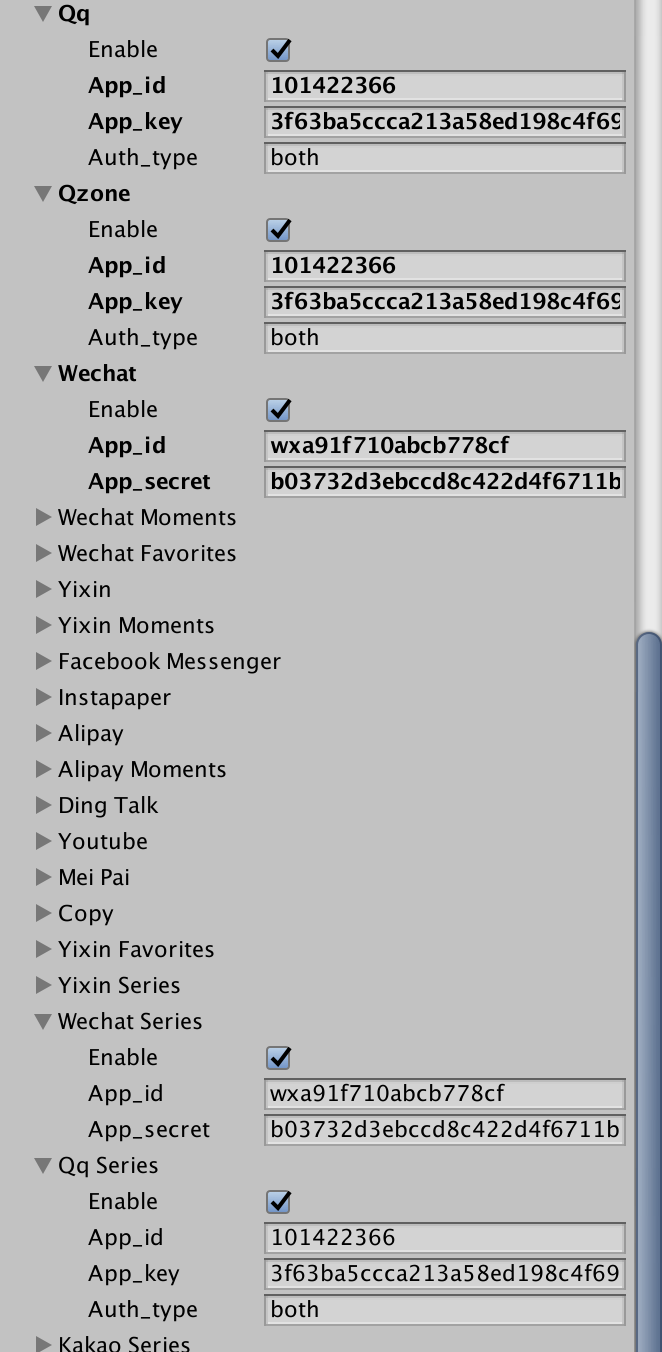 Qq
Enable
App_id 101422366
App_key 3f63ba5ccca213a58ed198c4f69
Auth_type both
Qzone
Enable
App_id 101422366
App_key 3f63ba5ccca213a58ed198c4f69
Auth_type both
Wechat
Enable
App_id wxa91f710abcb778cf
App_secret b03732d3ebccd8c422d4f6711b
Wechat Moments
Wechat Favorites
Yixin
Yixin Moments
Facebook Messenger
Instapaper
Alipay
Alipay Moments
Ding Talk
Youtube
Mei Pai
Copy
Yixin Favorites
Yixin Series
Wechat Series
Enable
App_id wxa91f710abcb778cf
App_secret b03732d3ebccd8c422d4f6711b
Qq Series
Enable
App_id 101422366
App_key 3f63ba5ccca213a58ed198c4f69
Auth_type both
Kakao Series